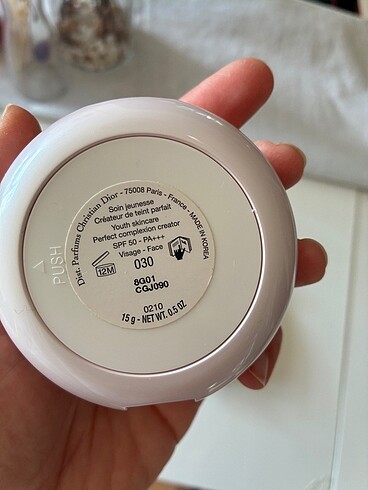 Dist. Parfums Christian Dior - 75008 Paris - France - MADE IN KOREA
Soin jeunesse
Créateur de teint parfait
Youth skincare
Perfect complexion creator
SPF 50 - PA+++
Visage - Face
12M
030
8G01
CGJ090
0210
15 g - NET WT. 0.5 OZ
PUSH